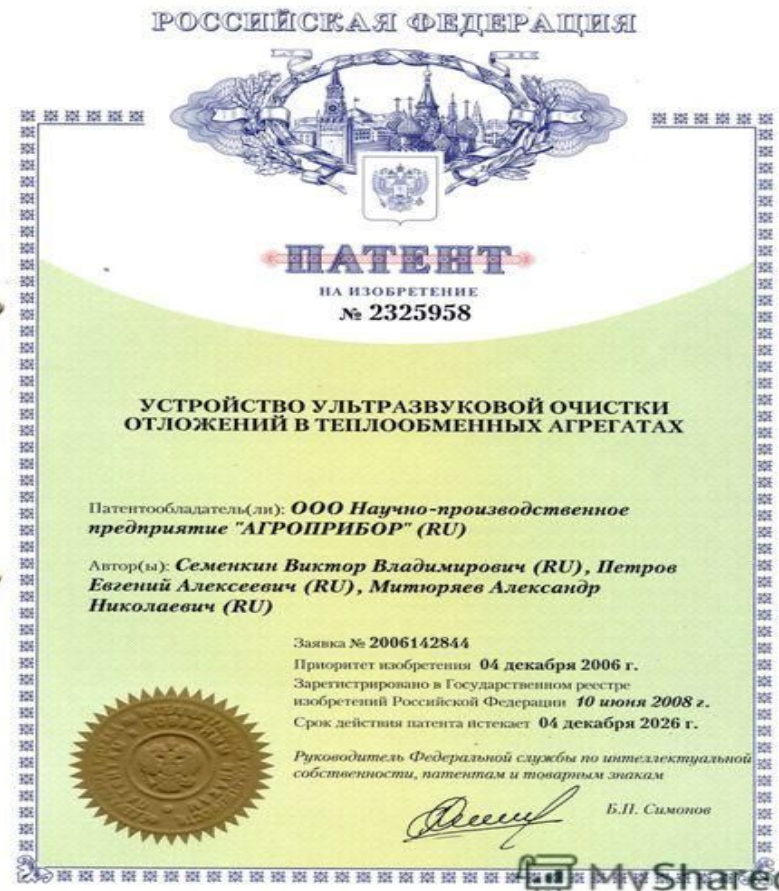 РОССИЙСКАЯ ФЕДЕРАЦИЯ
ПАТЕНТ
НА ИЗОБРЕТЕНИЕ
№ 2325958
УСТРОЙСТВО УЛЬТРАЗВУКОВОЙ ОЧИСТКИ
ОТЛОЖЕНИЙ В ТЕПЛООБМЕННЫХ АГРЕГАТАХ
Патентообладатель(ли): ООО Научно-производственное
предприятие "АГРОПРИБОР" (RU)
Автор(ы): Семенкин Виктор Владимирович (RU), Петров
Евгений Алексеевич (RU), Митюряев Александр
Николаевич (RU)
Заявка № 2006142844
Приоритет изобретения 04 декабря 2006 г.
Зарегистрировано в Государственном реестре
изобретений Российской Федерации 10 июня 2008 г.
Срок действия патента истекает 04 декабря 2026 г.
Руководитель Федеральной службы по интеллектуальной
собственности, патентам и товарным знакам
Б.П. Симонов
MyShared